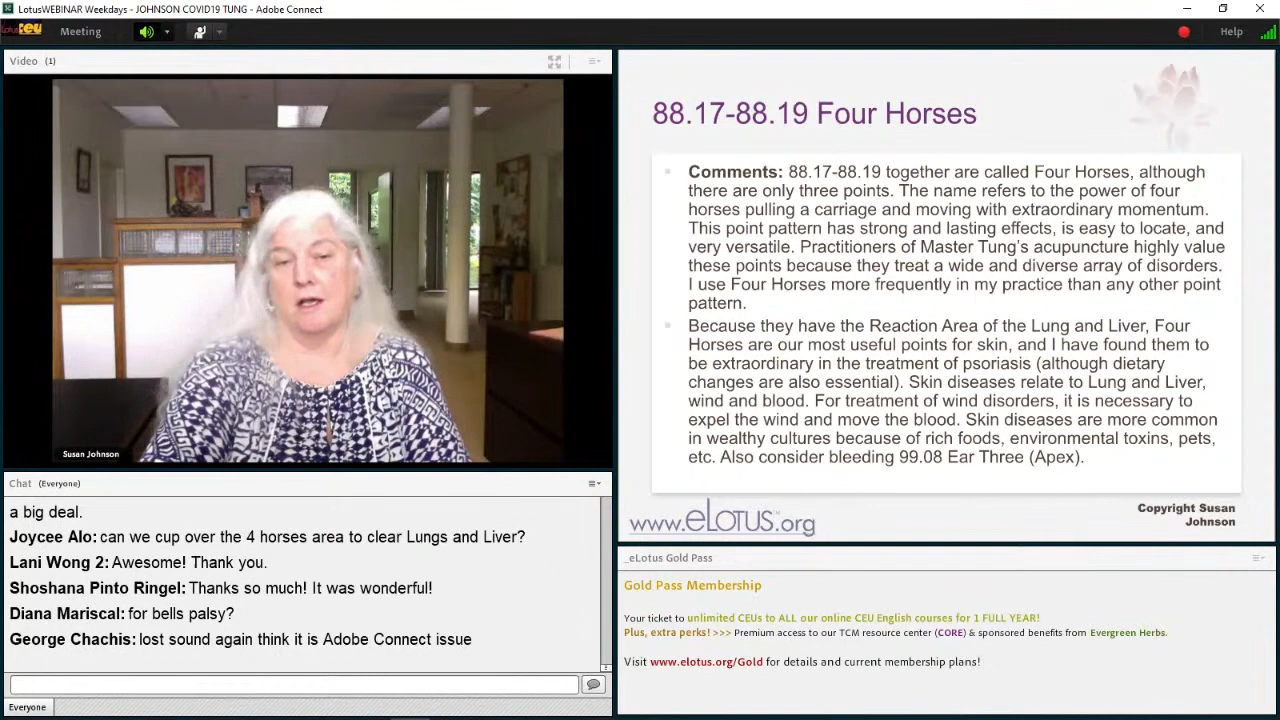 LotusWEBINAR Weekdays - JOHNSON COVID19 TUNG - Adobe Connect
Meeting
Help
Video (1)
Susan Johnson
Chat (Everyone)
a big deal.
Joycee Alo: can we cup over the 4 horses area to clear Lungs and Liver?
Lani Wong 2: Awesome! Thank you.
Shoshana Pinto Ringel: Thanks so much! It was wonderful!
Diana Mariscal: for bells palsy?
George Chachis: lost sound again think it is Adobe Connect issue
Everyone
88.17-88.19 Four Horses
Comments: 88.17-88.19 together are called Four Horses, although
there are only three points. The name refers to the power of four
horses pulling a carriage and moving with extraordinary momentum.
This point pattern has strong and lasting effects, is easy to locate, and
very versatile. Practitioners of Master Tung's acupuncture highly value
these points because they treat a wide and diverse array of disorders.
I use Four Horses more frequently in my practice than any other point
pattern.
Because they have the Reaction Area of the Lung and Liver, Four
Horses are our most useful points for skin, and I have found them to
be extraordinary in the treatment of psoriasis (although dietary
changes are also essential). Skin diseases relate to Lung and Liver,
wind and blood. For treatment of wind disorders, it is necessary to
expel the wind and move the blood. Skin diseases are more common
in wealthy cultures because of rich foods, environmental toxins, pets,
etc. Also consider bleeding 99.08 Ear Three (Apex).
www.eLOTUS.org
Copyright Susan
Johnson
_eLotus Gold Pass
Gold Pass Membership
Your ticket to unlimited CEUs to ALL our online CEU English courses for 1 FULL YEAR!
Plus, extra perks! >>> Premium access to our TCM resource center (CORE) & sponsored benefits from Evergreen Herbs.
Visit www.elotus.org/Gold for details and current membership plans!